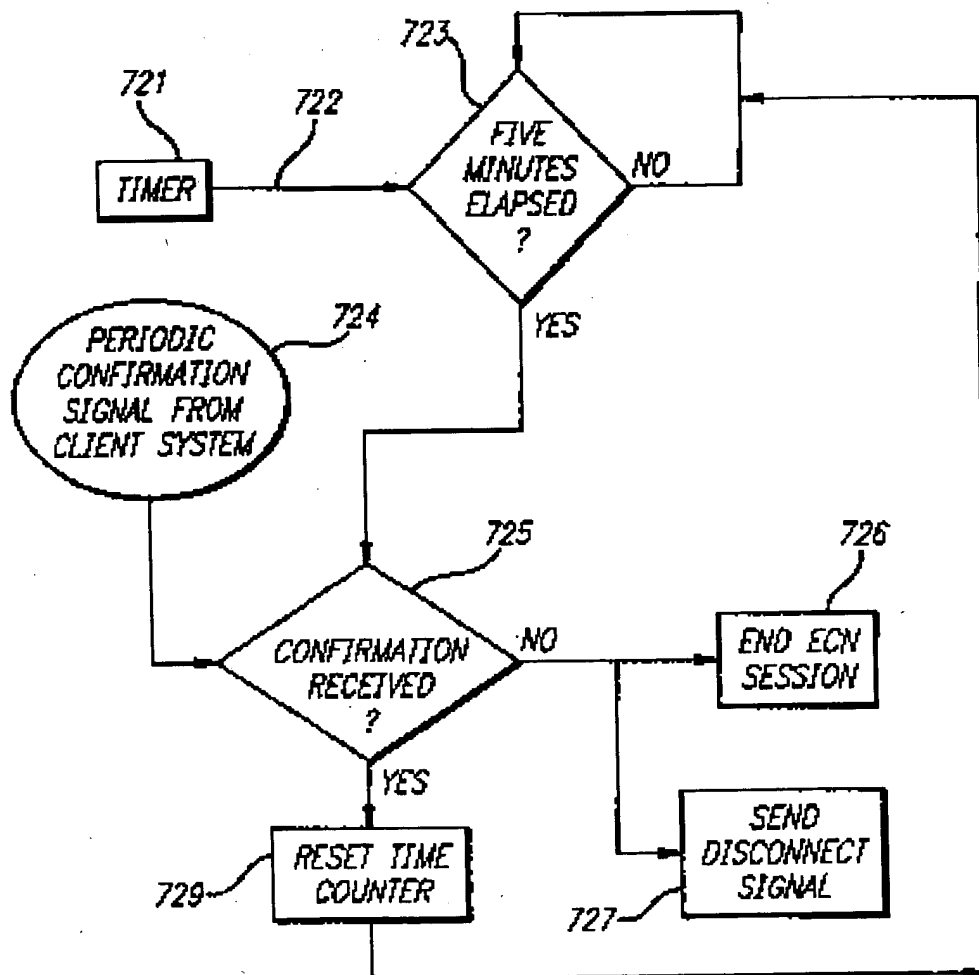 723
721
722
TIMER
FIVE
MINUTES
ELAPSED
?
NO
YES
724
PERIODIC
CONFIRMATION
SIGNAL FROM
CLIENT SYSTEM
725
726
CONFIRMATION
RECEIVED
?
NO
END ECN
SESSION
YES
729
RESET TIME
COUNTER
SEND
DISCONNECT
SIGNAL
727